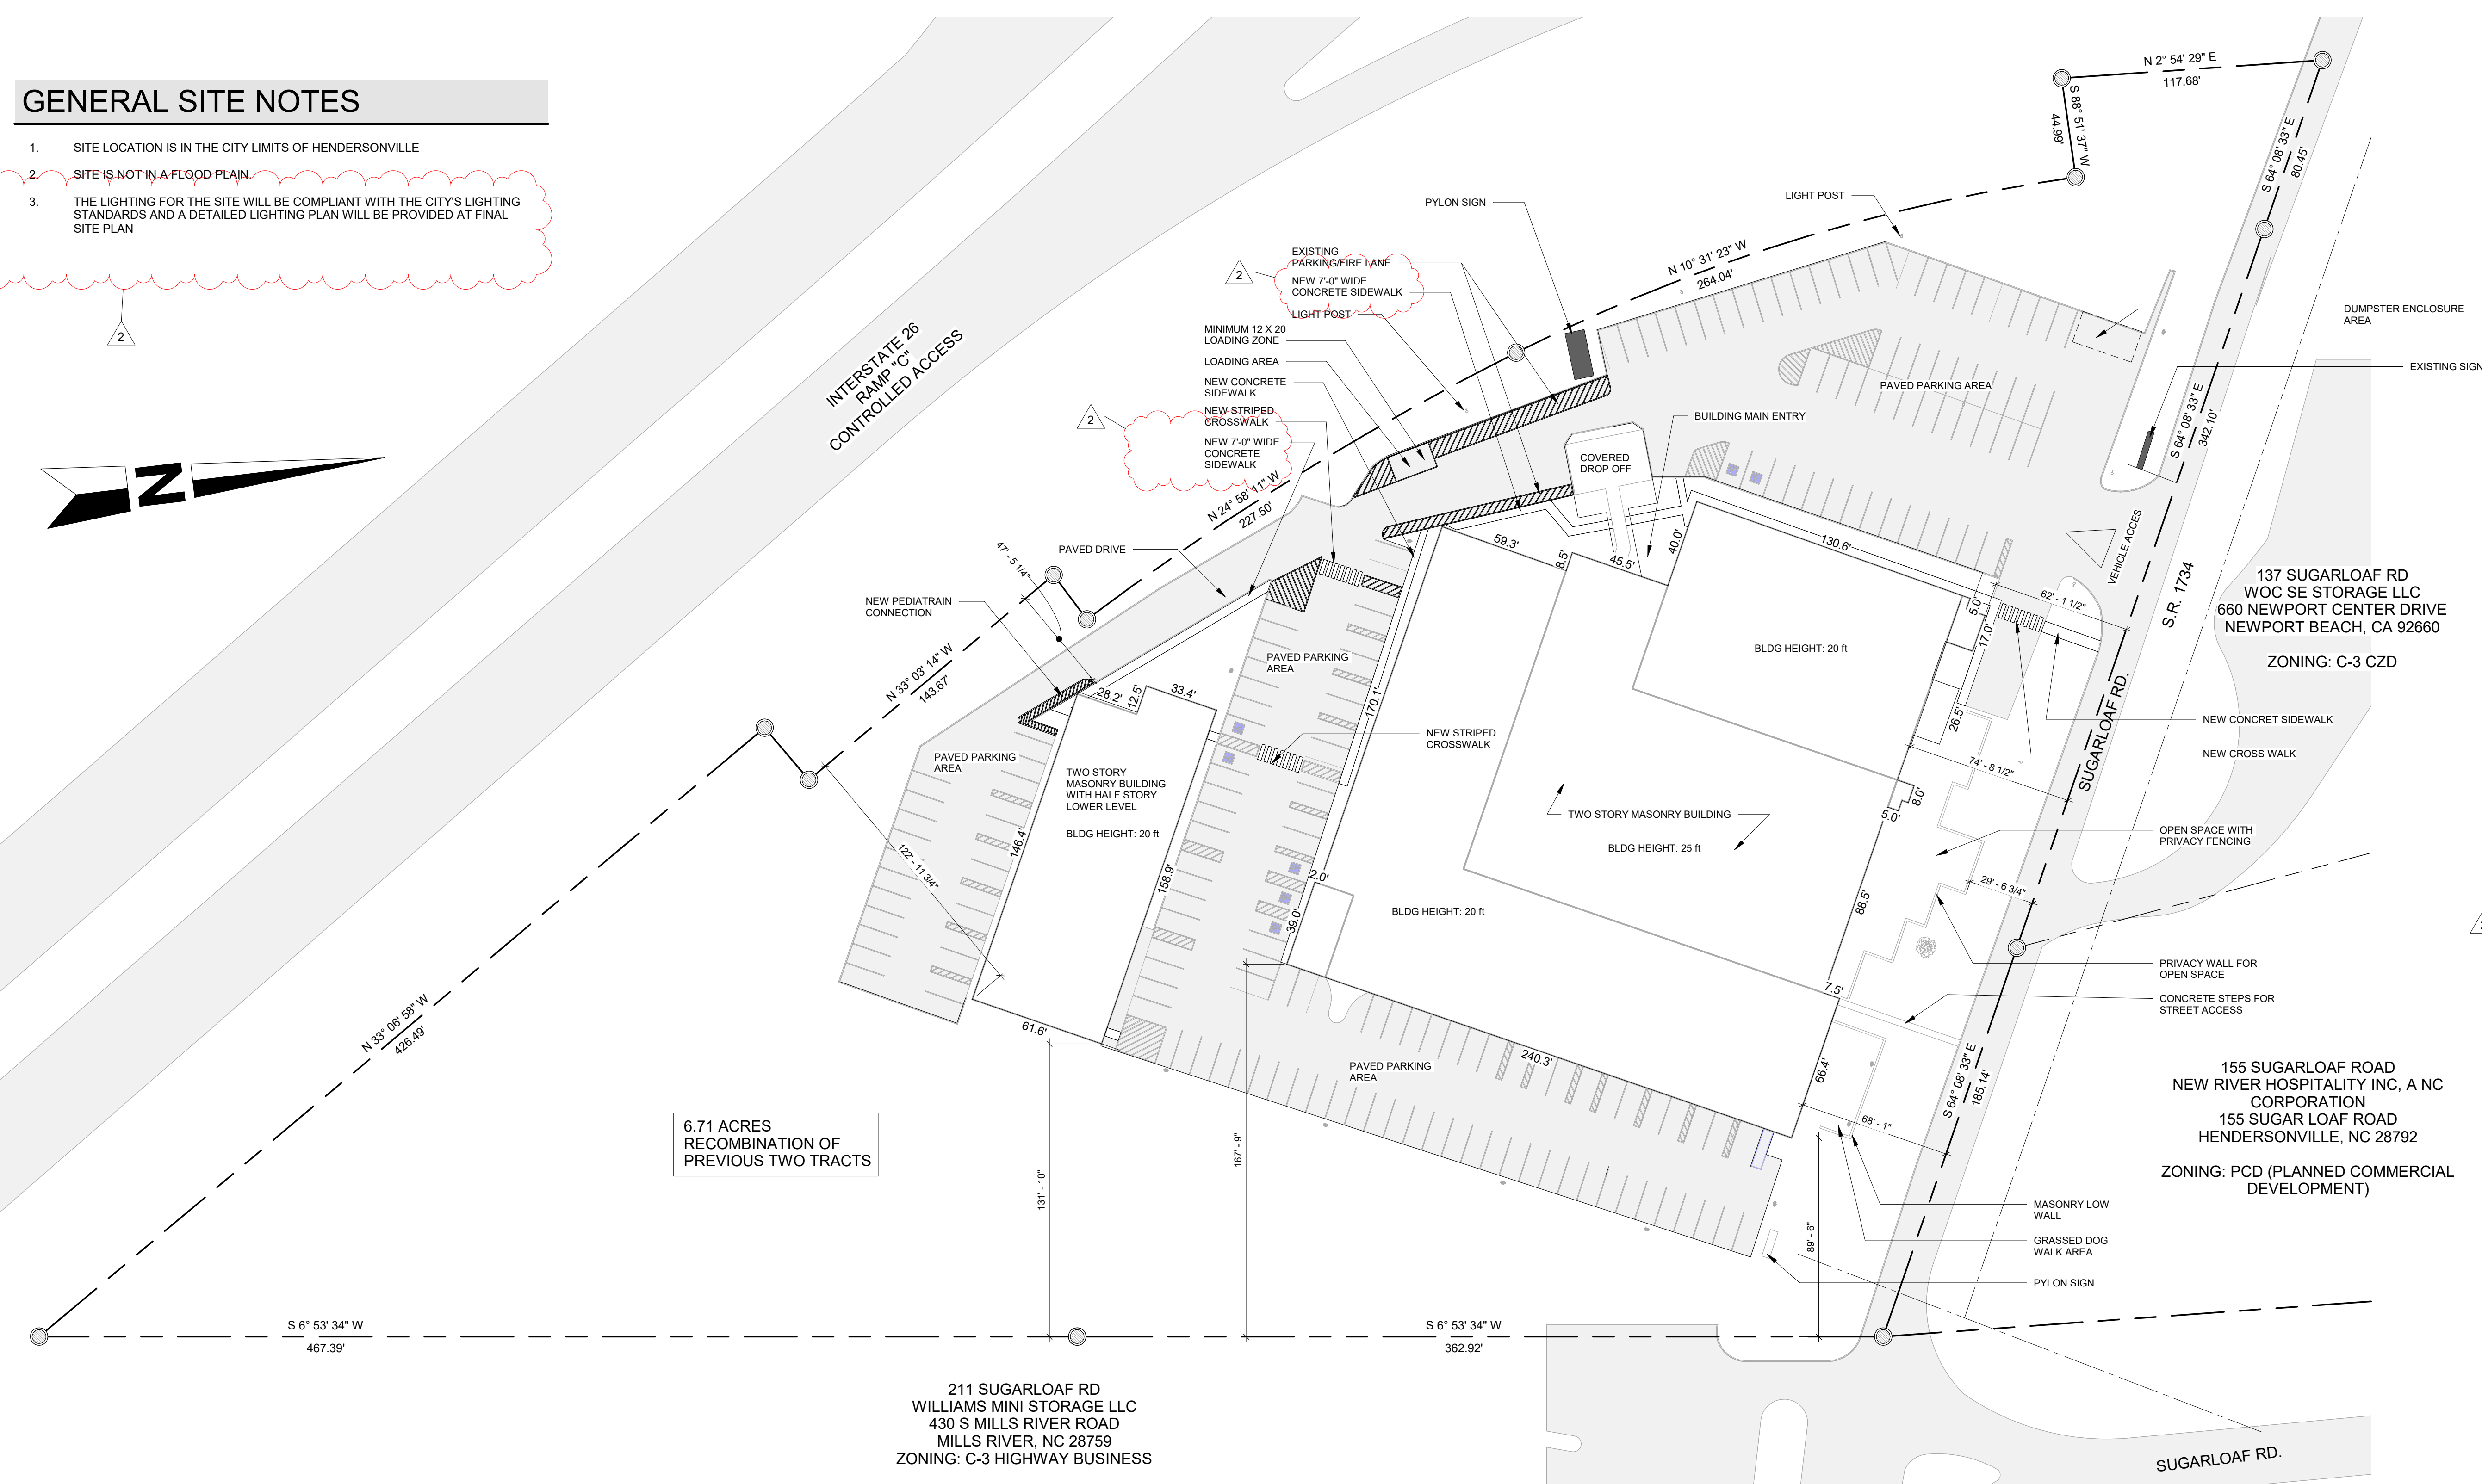 GENERAL SITE NOTES
1. SITE LOCATION IS IN THE CITY LIMITS OF HENDERSONVILLE
2. SITE IS NOT IN A FLOOD PLAIN.
3. THE LIGHTING FOR THE SITE WILL BE COMPLIANT WITH THE CITY'S LIGHTING
STANDARDS AND A DETAILED LIGHTING PLAN WILL BE PROVIDED AT FINAL
SITE PLAN
2
N
INTERSTATE 26
RAMP "C"
CONTROLLED ACCESS
N 2° 54' 29" E
117.68'
S 88° 51' 37" W
44.99'
S 64° 08' 33" E
80.45'
LIGHT POST
PYLON SIGN
N 10° 31' 23" W
264.04'
2
EXISTING
PARKING/FIRE LANE
NEW 7'-0" WIDE
CONCRETE SIDEWALK
LIGHT POST
MINIMUM 12 X 20
LOADING ZONE
LOADING AREA
NEW CONCRETE
SIDEWALK
2
NEW STRIPED
CROSSWALK
NEW 7'-0" WIDE
CONCRETE
SIDEWALK
N 24° 58' 11" W
227.50'
DUMPSTER ENCLOSURE
AREA
EXISTING SIGN
PAVED PARKING AREA
BUILDING MAIN ENTRY
COVERED
DROP OFF
S 64° 08' 33" E
342.10'
VEHICLE ACCES
S.R. 1734
SUGARLOAF RD.
137 SUGARLOAF RD
WOC SE STORAGE LLC
660 NEWPORT CENTER DRIVE
NEWPORT BEACH, CA 92660
ZONING: C-3 CZD
47' - 5 1/4"
PAVED DRIVE
NEW PEDIATRAIN
CONNECTION
N 33° 03' 14" W
143.67'
59.3'
8.5'
45.5'
40.0'
130.6'
5.0'
17.0'
62' - 1 1/2"
26.5'
BLDG HEIGHT: 20 ft
PAVED PARKING
AREA
170.1'
28.2'
12.5'
33.4'
NEW STRIPED
CROSSWALK
NEW CONCRET SIDEWALK
NEW CROSS WALK
74' - 8 1/2"
8.0'
5.0'
PAVED PARKING
AREA
TWO STORY
MASONRY BUILDING
WITH HALF STORY
LOWER LEVEL
BLDG HEIGHT: 20 ft
146.4'
122' - 11 3/4"
158.9'
2.0'
39.0'
TWO STORY MASONRY BUILDING
BLDG HEIGHT: 25 ft
BLDG HEIGHT: 20 ft
88.5'
29' - 6 3/4"
OPEN SPACE WITH
PRIVACY FENCING
PRIVACY WALL FOR
OPEN SPACE
CONCRETE STEPS FOR
STREET ACCESS
7.5'
N 33° 06' 58" W
426.49'
61.6'
240.3'
PAVED PARKING
AREA
66.4'
68' - 1"
S 64° 08' 33" E
185.14'
155 SUGARLOAF ROAD
NEW RIVER HOSPITALITY INC, A NC
CORPORATION
155 SUGAR LOAF ROAD
HENDERSONVILLE, NC 28792
ZONING: PCD (PLANNED COMMERCIAL
DEVELOPMENT)
6.71 ACRES
RECOMBINATION OF
PREVIOUS TWO TRACTS
131' - 10"
167' - 9"
89' - 6"
MASONRY LOW
WALL
GRASSED DOG
WALK AREA
PYLON SIGN
S 6° 53' 34" W
467.39'
S 6° 53' 34" W
362.92'
211 SUGARLOAF RD
WILLIAMS MINI STORAGE LLC
430 S MILLS RIVER ROAD
MILLS RIVER, NC 28759
ZONING: C-3 HIGHWAY BUSINESS
SUGARLOAF RD.